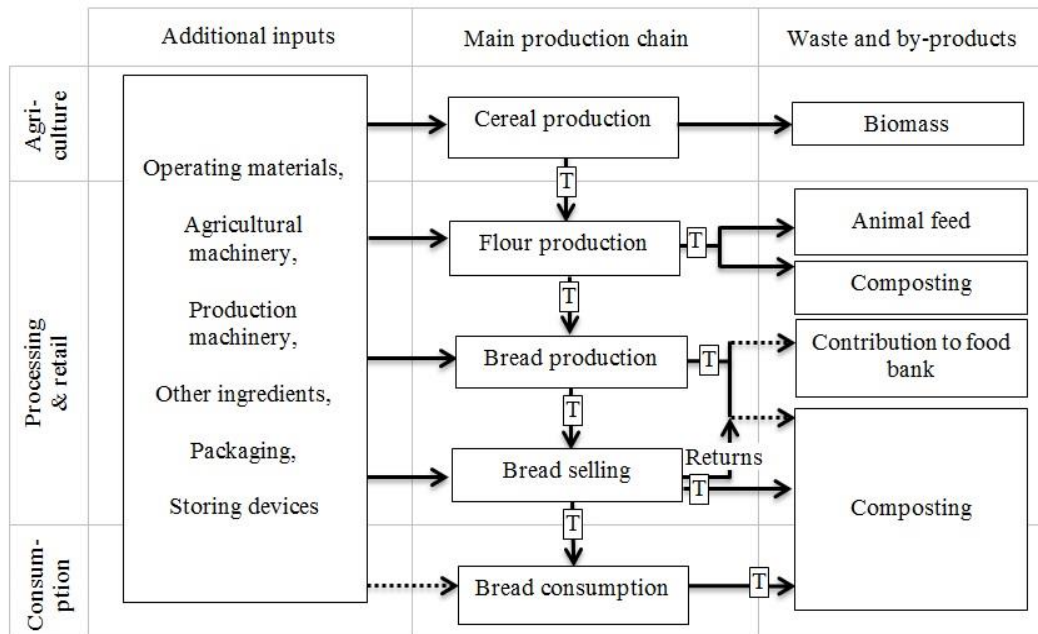 Additional inputs
Main production chain
Waste and by-products
Agri-
culture
Processing
& retail
Consum-
ption
Operating materials,
Agricultural
machinery,
Production
machinery,
Other ingredients,
Packaging,
Storing devices
Cereal production
T
Flour production
T
T
Bread production
T
T
Bread selling
Returns
T
T
Bread consumption
T
Biomass
Animal feed
Composting
Contribution to food
bank
Composting